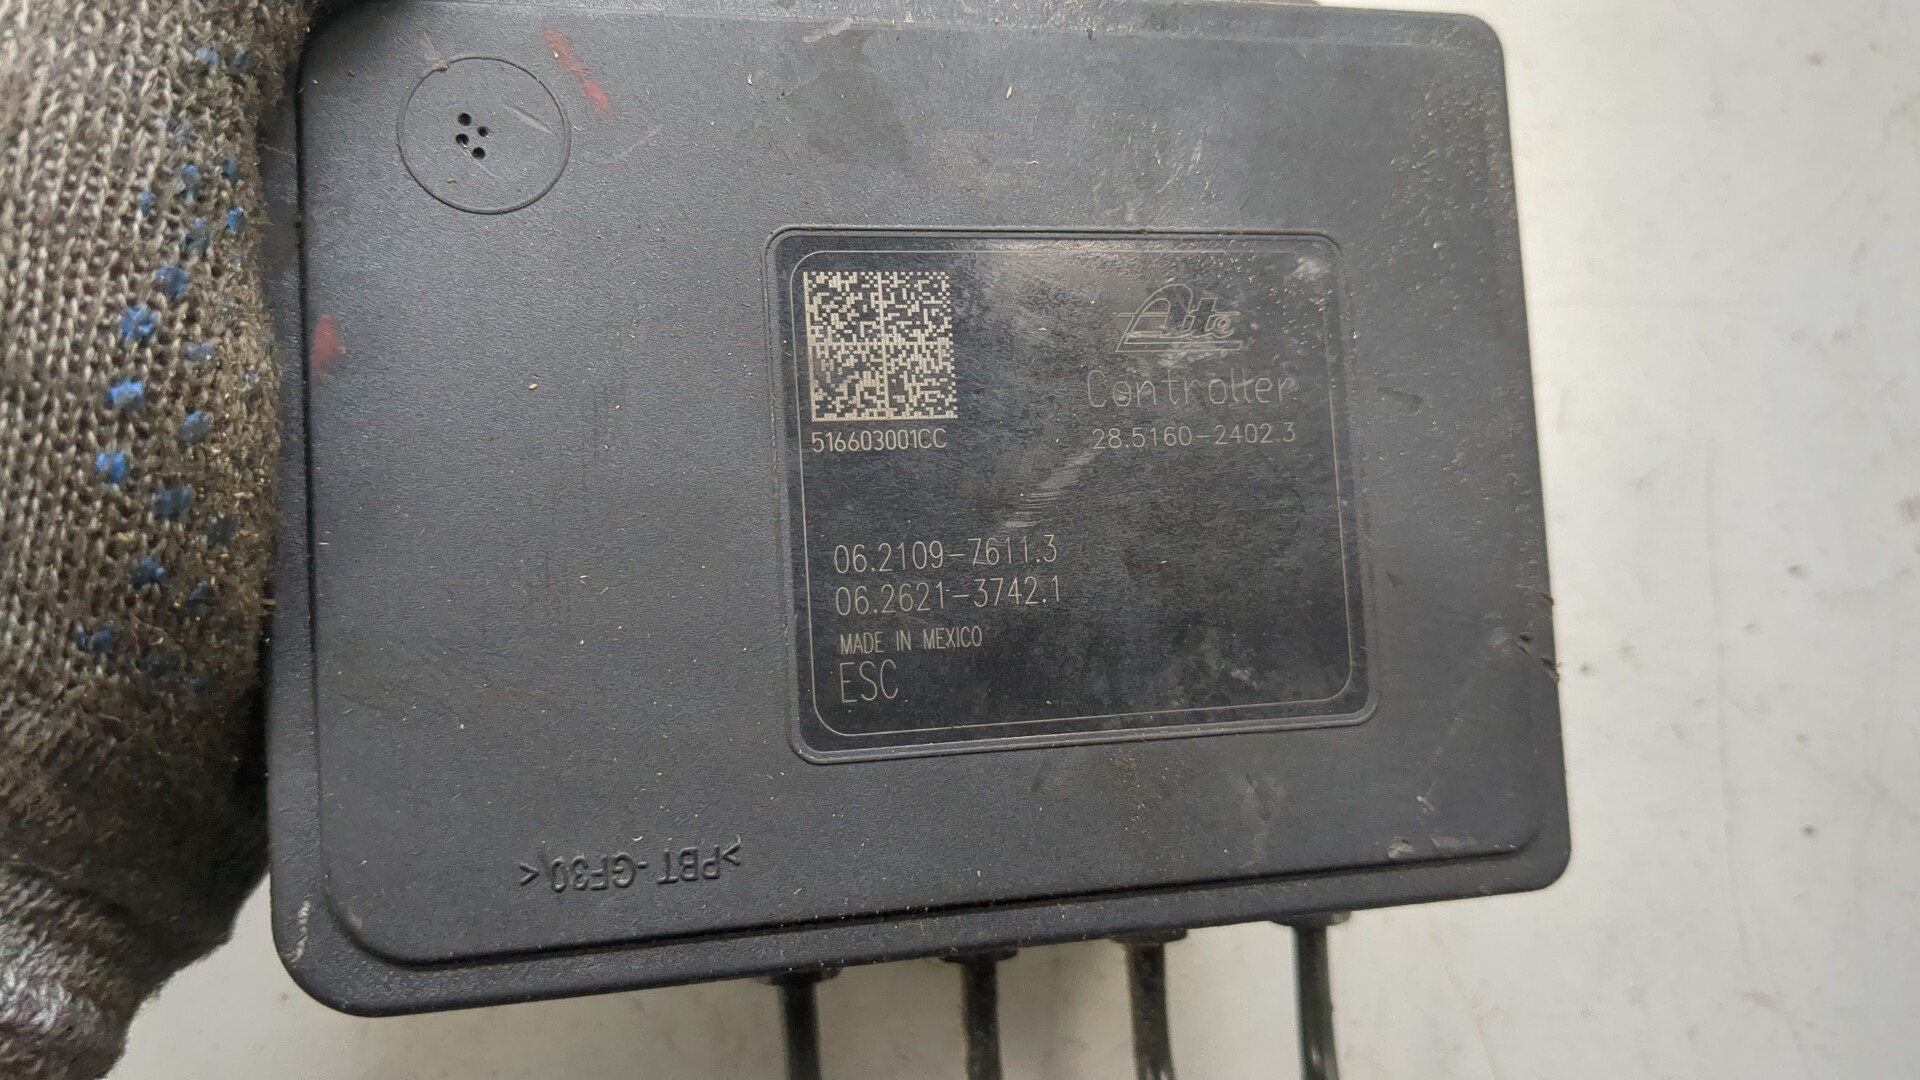 Ate
Controller
516603001CC
28.5160-2402.3
06.2109-7611.3
06.2621-3742.1
MADE IN MEXICO
ESC
>PBT-GF30<